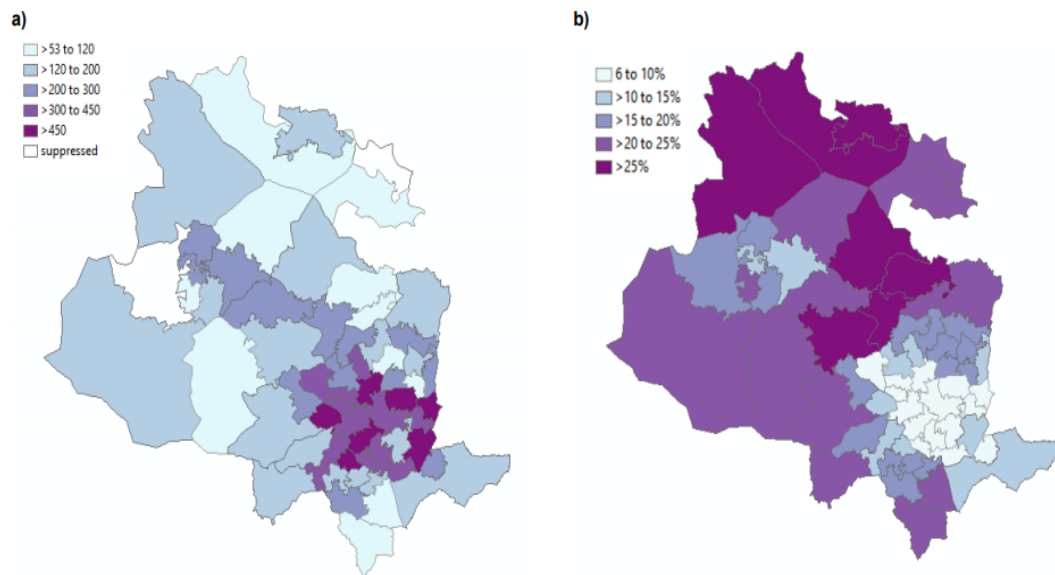 a)
>53 to 120
>120 to 200
>200 to 300
>300 to 450
>450
suppressed
b)
6 to 10%
>10 to 15%
>15 to 20%
>20 to 25%
>25%